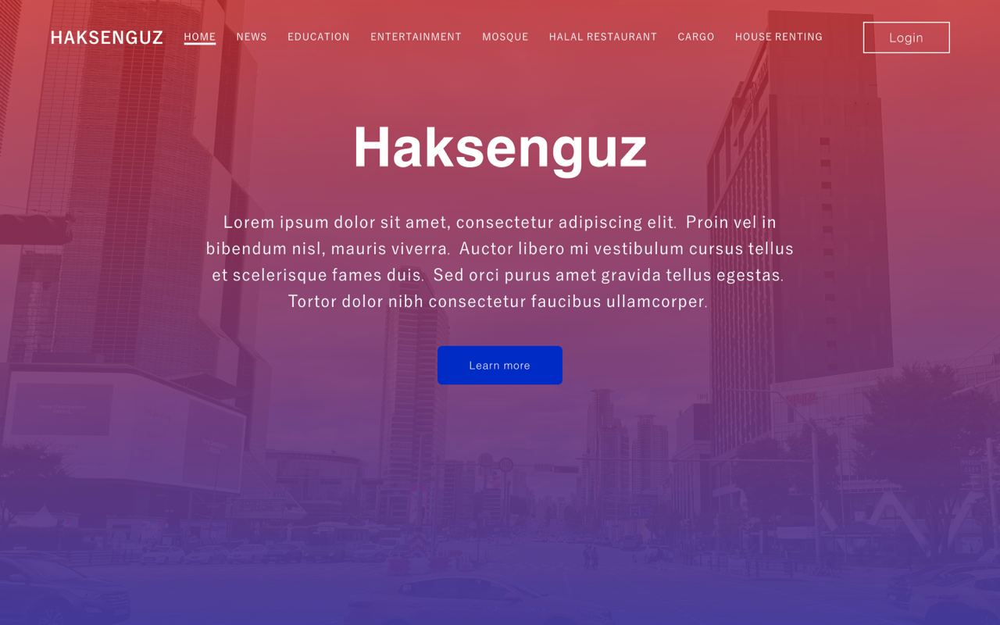 HAKSENGUZ HOME NEWS EDUCATION ENTERTAINMENT MOSQUE HALAL RESTAURANT CARGO HOUSE RENTING Login
Haksenguz
Lorem ipsum dolor sit amet, consectetur adipiscing elit. Proin vel in
bibendum nisl, mauris viverra. Auctor libero mi vestibulum cursus tellus
et scelerisque fames duis. Sed orci purus amet gravida tellus egestas.
Tortor dolor nibh consectetur faucibus ullamcorper.
Learn more